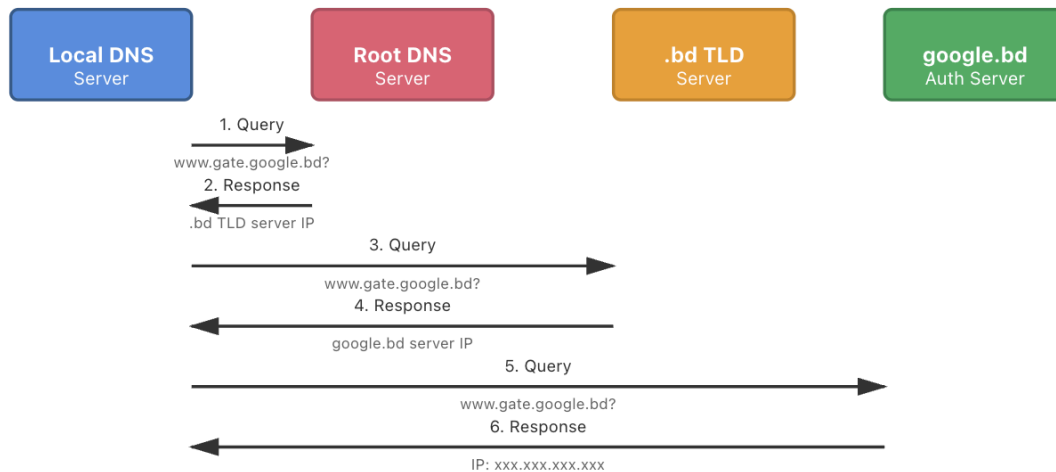 Local DNS
Server
Root DNS
Server
.bd TLD
Server
google.bd
Auth Server
1. Query
www.gate.google.bd?
2. Response
.bd TLD server IP
3. Query
www.gate.google.bd?
4. Response
google.bd server IP
5. Query
www.gate.google.bd?
6. Response
IP: xxx.xxx.xxx.xxx